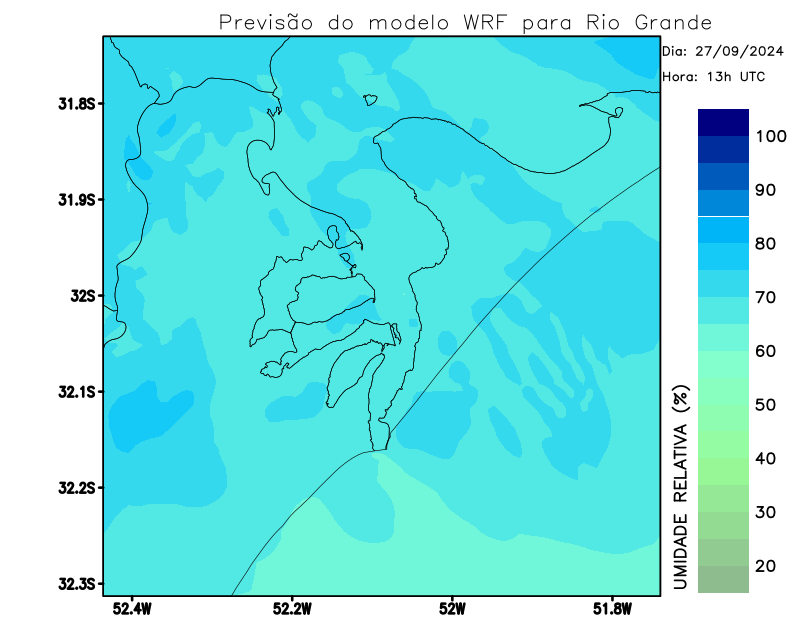 Previsão do modelo WRF para Rio Grande
Dia: 27/09/2024
Hora: 13h UTC
31.8S
31.9S
32S
32.1S
32.2S
32.3S
52.4W 52.2W 52W 51.8W
100
90
80
70
60
50
40
30
20
UMIDADE RELATIVA (%)